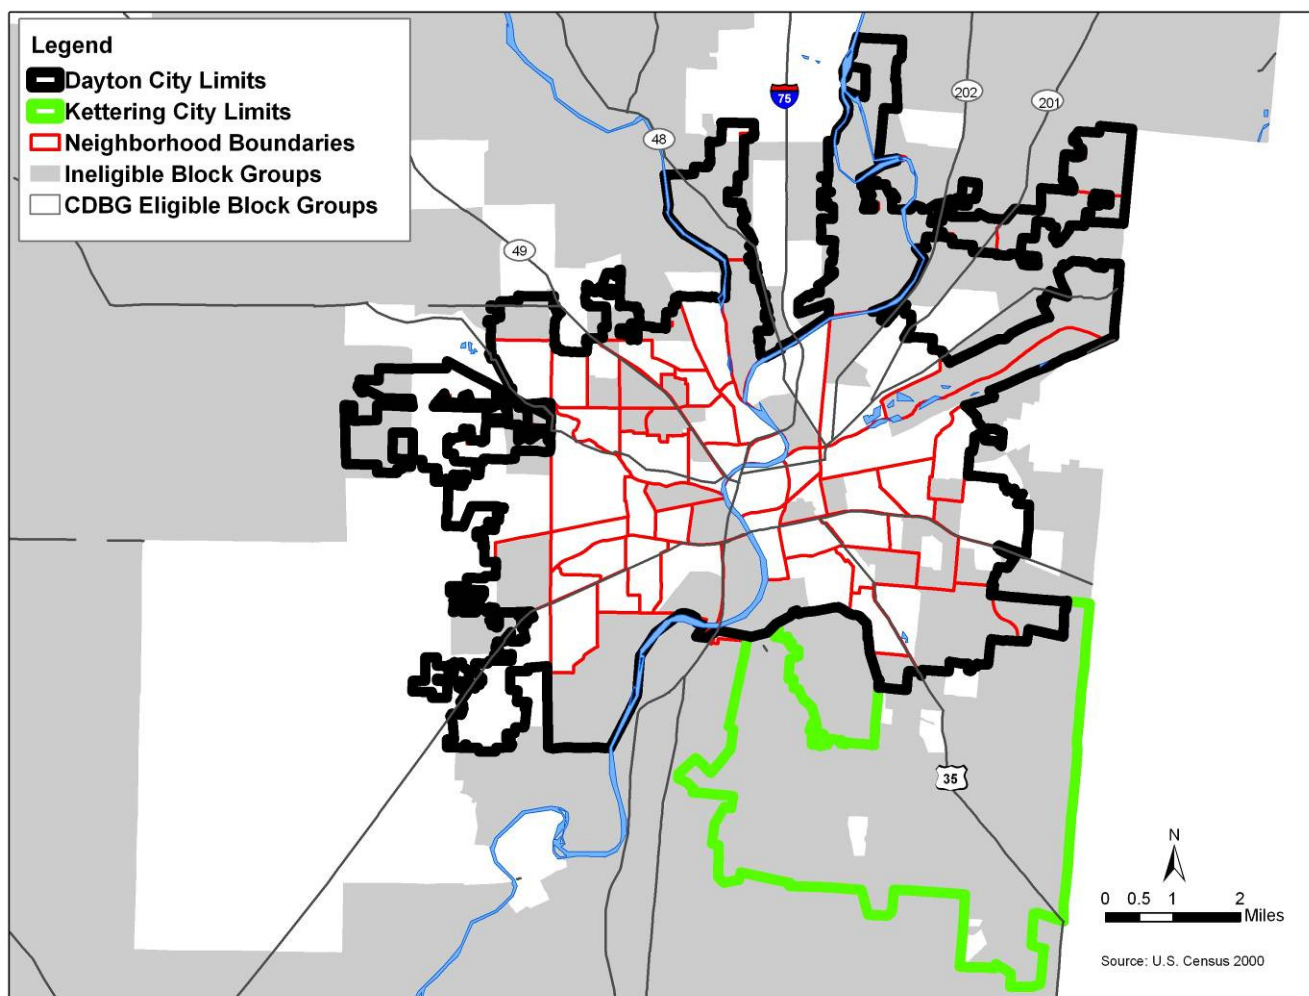 Legend
Dayton City Limits
Kettering City Limits
Neighborhood Boundaries
Ineligible Block Groups
CDBG Eligible Block Groups
75
202
201
48
49
35
N
0 0.5 1 2
Miles
Source: U.S. Census 2000